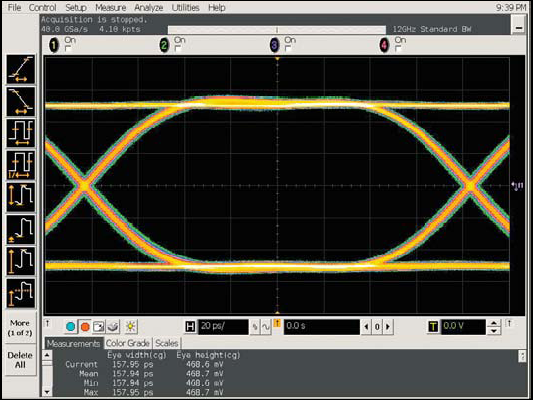 File Control Setup Measure Analyze Utilities Help 9:39 PM
Acquisition is stopped.
40.0 GSa/s 4.10 kpts
12GHz Standard BW
1 On 2 On 3 On 4 On
More
(1 of 2)
Delete
All
H 20 ps/ 0.0 s 0 T 0.0 V
Measurements Color Grade Scales
Eye width(cg) Eye height(cg)
Current 157.95 ps 468.6 mV
Mean 157.94 ps 468.7 mV
Min 157.94 ps 468.6 mV
Max 157.95 ps 468.7 mV